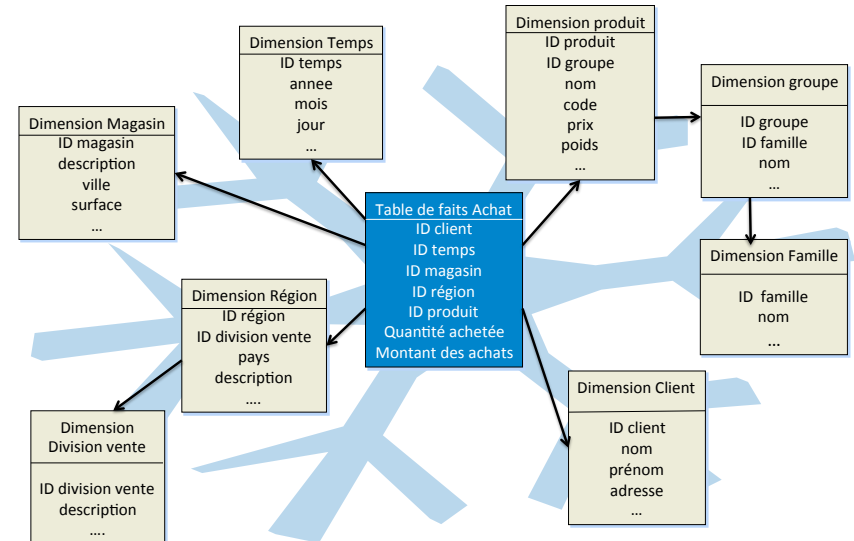 Dimension Temps
ID temps
annee
mois
jour
...
Dimension produit
ID produit
ID groupe
nom
code
prix
poids
...
Dimension groupe
ID groupe
ID famille
nom
...
Dimension Magasin
ID magasin
description
ville
surface
...
Table de faits Achat
ID client
ID temps
ID magasin
ID région
ID produit
Quantité achetée
Montant des achats
Dimension Famille
ID famille
nom
...
Dimension Région
ID région
ID division vente
pays
description
....
Dimension Client
ID client
nom
prénom
adresse
...
Dimension
Division vente
ID division vente
description
....